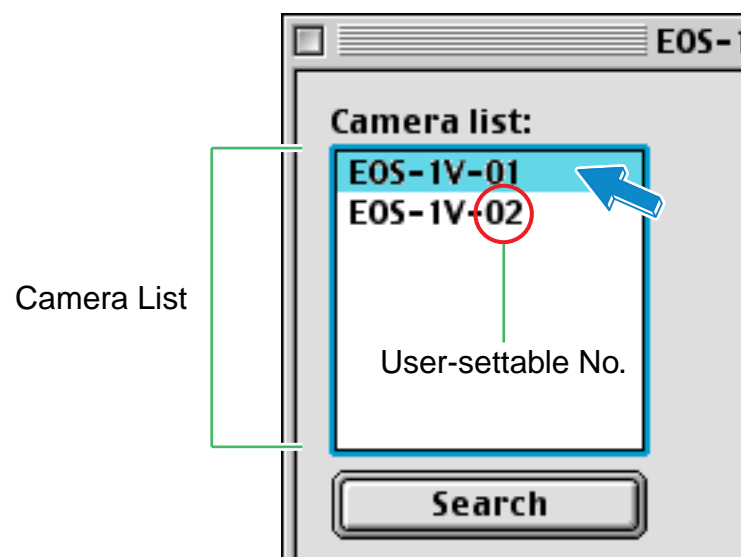 EOS-1
Camera list:
EOS-1V-01
EOS-1V-02
Camera List
User-settable No.
Search